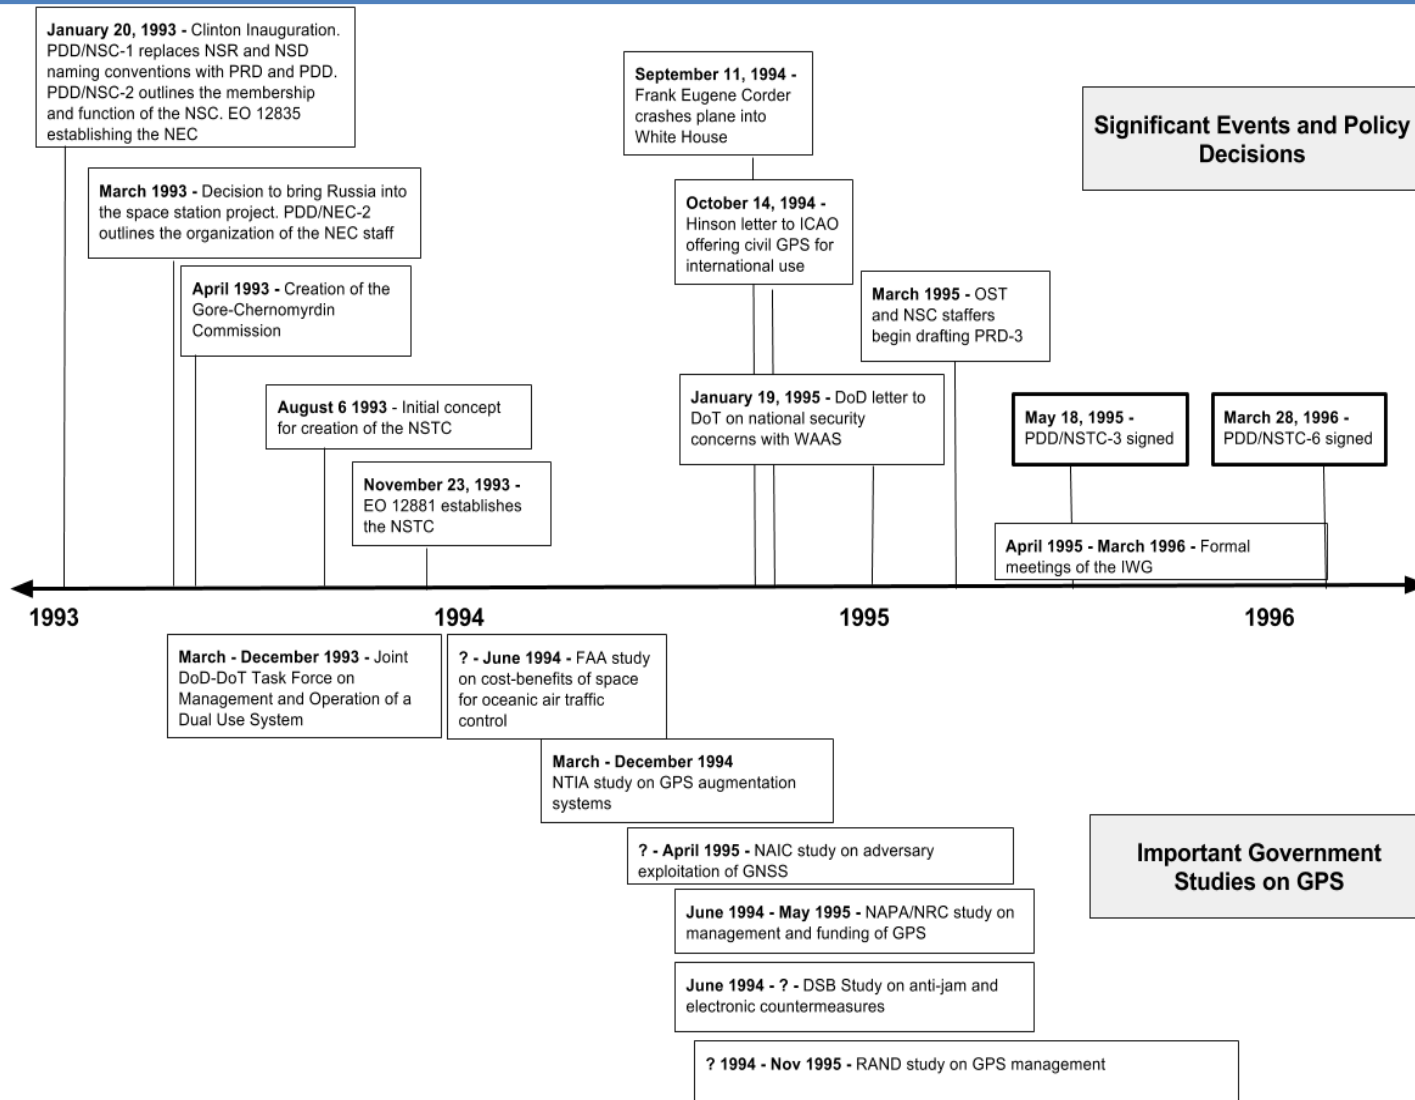 January 20, 1993 - Clinton Inauguration.
PDD/NSC-1 replaces NSR and NSD
naming conventions with PRD and PDD.
PDD/NSC-2 outlines the membership
and function of the NSC. EO 12835
establishing the NEC
March 1993 - Decision to bring Russia into
the space station project. PDD/NEC-2
outlines the organization of the NEC staff
April 1993 - Creation of the
Gore-Chernomyrdin
Commission
August 6 1993 - Initial concept
for creation of the NSTC
November 23, 1993 -
EO 12881 establishes
the NSTC
September 11, 1994 -
Frank Eugene Corder
crashes plane into
White House
October 14, 1994 -
Hinson letter to ICAO
offering civil GPS for
international use
January 19, 1995 - DoD letter to
DoT on national security
concerns with WAAS
March 1995 - OST
and NSC staffers
begin drafting PRD-3
May 18, 1995 -
PDD/NSTC-3 signed
March 28, 1996 -
PDD/NSTC-6 signed
April 1995 - March 1996 - Formal
meetings of the IWG
Significant Events and Policy
Decisions
1993
1994
1995
1996
March - December 1993 - Joint
DoD-DoT Task Force on
Management and Operation of a
Dual Use System
? - June 1994 - FAA study
on cost-benefits of space
for oceanic air traffic
control
March - December 1994
NTIA study on GPS augmentation
systems
? - April 1995 - NAIC study on adversary
exploitation of GNSS
June 1994 - May 1995 - NAPA/NRC study on
management and funding of GPS
June 1994 - ? - DSB Study on anti-jam and
electronic countermeasures
? 1994 - Nov 1995 - RAND study on GPS management
Important Government
Studies on GPS